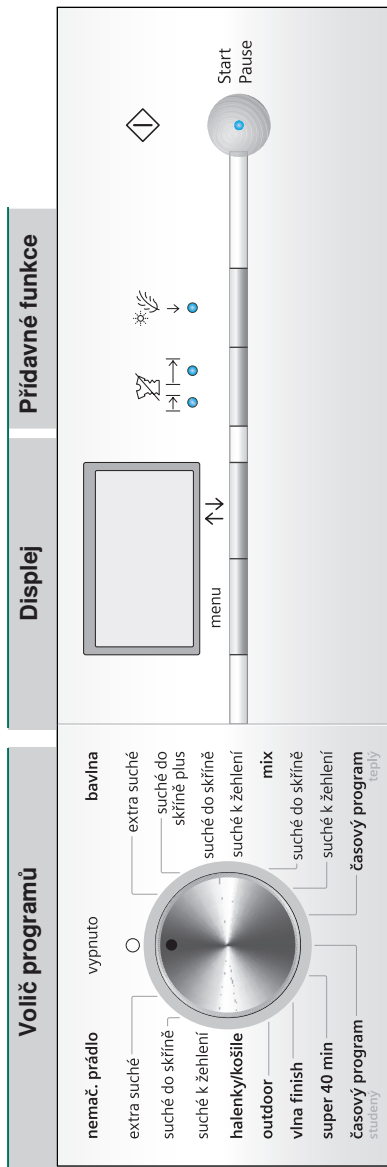 Volič programů
Displej
Přídavné funkce
nemač. prádlo
extra suché
suché do skříně
suché k žehlení
halenky/košile
outdoor
vlna finish
super 40 min
časový program
studený
vypnuto
bavlna
extra suché
suché do
skříně plus
suché do skříně
suché k žehlení
mix
suché do skříně
suché k žehlení
časový program
teplý
menu
Start
Pause